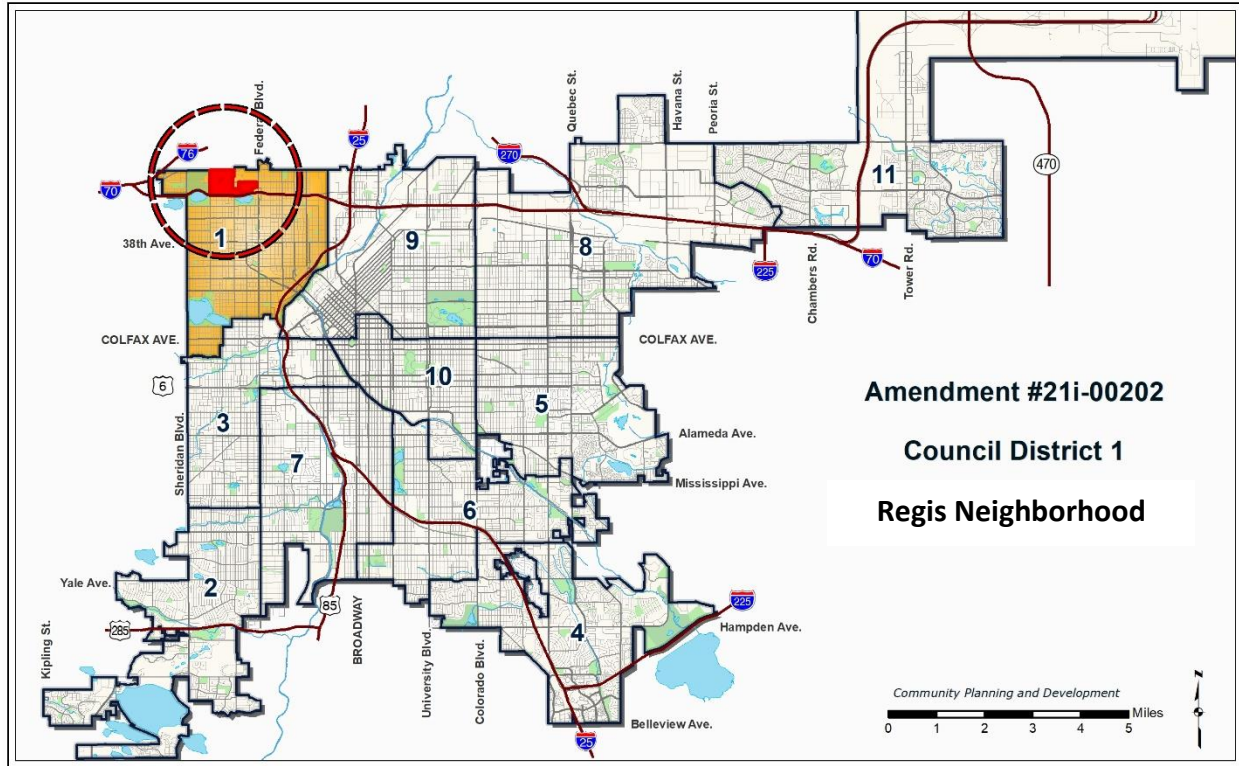 Quebec St.
Havana St.
Peoria St.
Federal Blvd.
25
76
270
70
470
11
38th Ave.
1
9
8
225
70
Chambers Rd.
Tower Rd.
COLFAX AVE.
COLFAX AVE.
6
10
5
3
Sheridan Blvd.
7
Alameda Ave.
Mississippi Ave.
6
Amendment #21i-00202
Council District 1
Regis Neighborhood
Yale Ave.
2
85
285
Kipling St.
BROADWAY
University Blvd.
Colorado Blvd.
4
225
Hampden Ave.
Belleview Ave.
25
Community Planning and Development
Miles
0 1 2 3 4 5
N